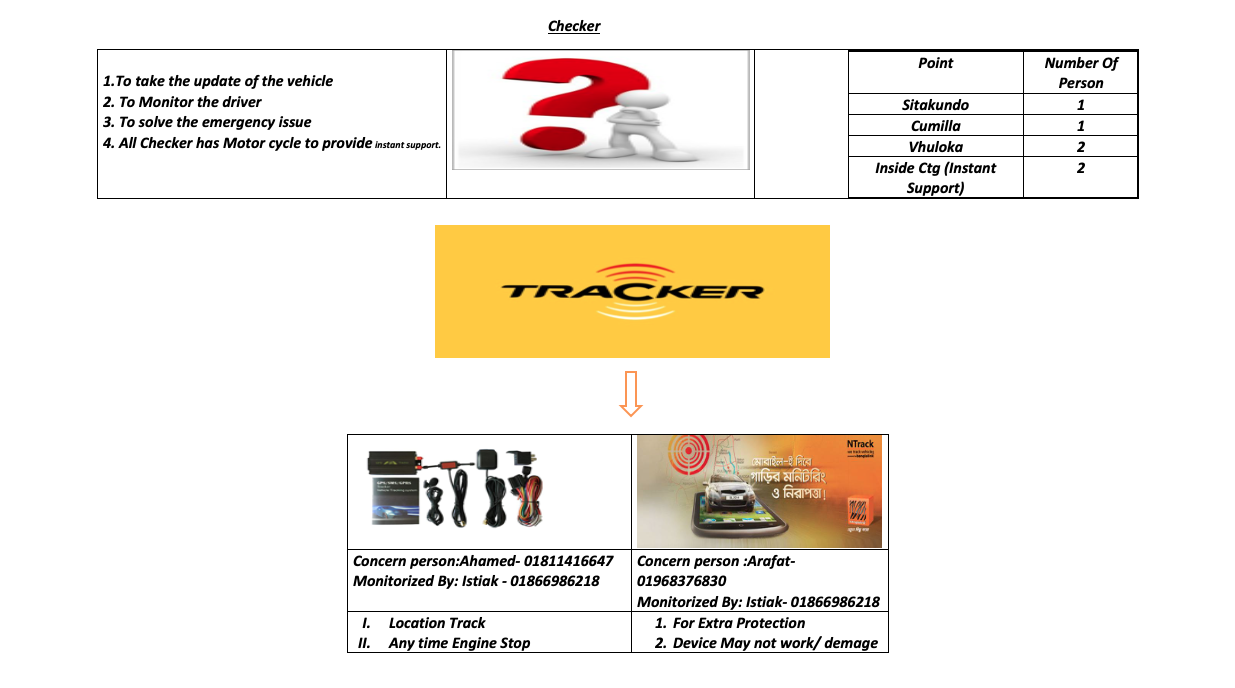 Checker
1.To take the update of the vehicle
2. To Monitor the driver
3. To solve the emergency issue
4. All Checker has Motor cycle to provide instant support.
Point
Number Of
Person
Sitakundo 1
Cumilla 1
Vhuloka 2
Inside Ctg (Instant 2
Support)
TRACKER
NTrack
মোবাইল-ই দিবে
গাড়ির মনিটরিং
ও নিরাপত্তা!
Concern person:Ahamed- 01811416647
Monitorized By: Istiak - 01866986218
Concern person :Arafat-
01968376830
Monitorized By: Istiak- 01866986218
I. Location Track
II. Any time Engine Stop
1. For Extra Protection
2. Device May not work/ demage